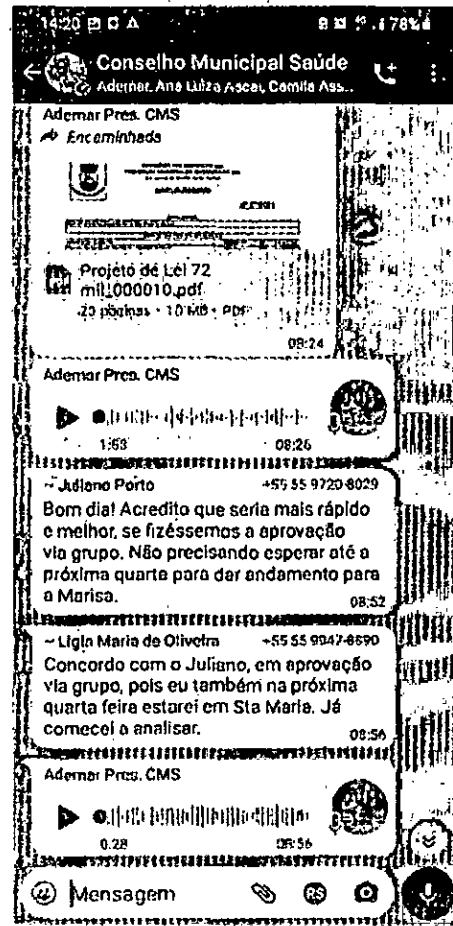 14:20
78%
Conselho Municipal Saúde
Ademar, Ana Luiza Ascar, Camila Ass...
Ademar Pres. CMS
Encaminhada
Projeto de Lei 72
mil_000010.pdf
23 páginas • 10 MB • PDF
08:24
Ademar Pres. CMS
1:53 08:26
~ Juliano Porto +55 55 9720-8029
Bom dia! Acredito que seria mais rápido
e melhor, se fizéssemos a aprovação
via grupo. Não precisando esperar até a
próxima quarta para dar andamento para
a Marisa.
08:52
~ Ligia Maria de Oliveira +55 55 9947-8690
Concordo com o Juliano, em aprovação
via grupo, pois eu também na próxima
quarta feira estarei em Sta Maria. Já
comecei a analisar.
08:56
Ademar Pres. CMS
0:28 08:56
Mensagem